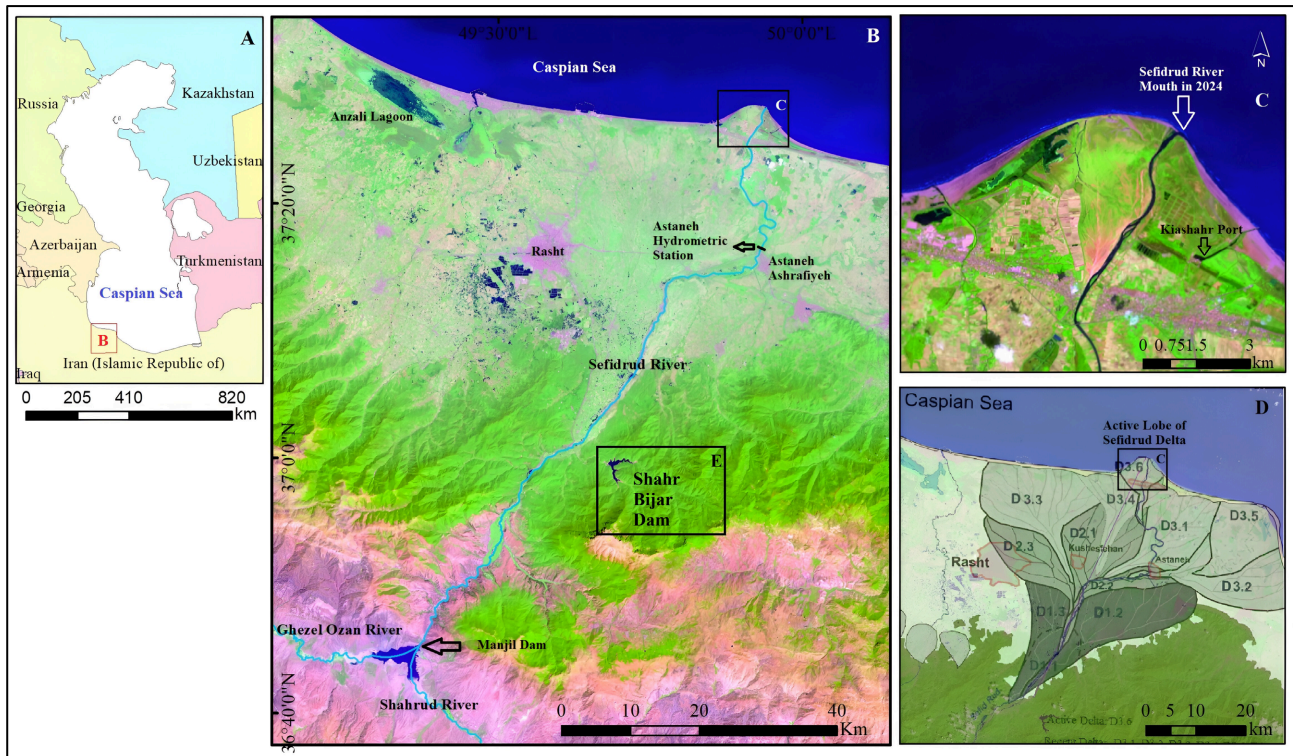 A
Russia
Kazakhstan
Uzbekistan
Georgia
Azerbaijan
Armenia
Turkmenistan
Caspian Sea
B
Iran (Islamic Republic of)
Iraq
0 205 410 820
km
49°30'0"E
50°0'0"E
B
Caspian Sea
C
Anzali Lagoon
37°20'0"N
Astaneh
Hydrometric
Station
Rasht
Astaneh
Ashrafiyeh
Sefidrud River
37°0'0"N
E
Shahr
Bijar
Dam
Ghezel Ozan River
Manjil Dam
Shahrud River
36°40'0"N
0 10 20 40
Km
N
Sefidrud River
Mouth in 2024
C
Kiashahr Port
0 0.75 1.5 3
km
Caspian Sea
D
Active Lobe of
Sefidrud Delta
C
D3.6
D3.3
D3.4
D3.1
D3.5
D2.1
D2.3
Kusheštehan
Astaneh
Rasht
D2.2
D3.2
D1.3
D1.2
D1.1
Active Delta: D3.6
0 5 10 20
km